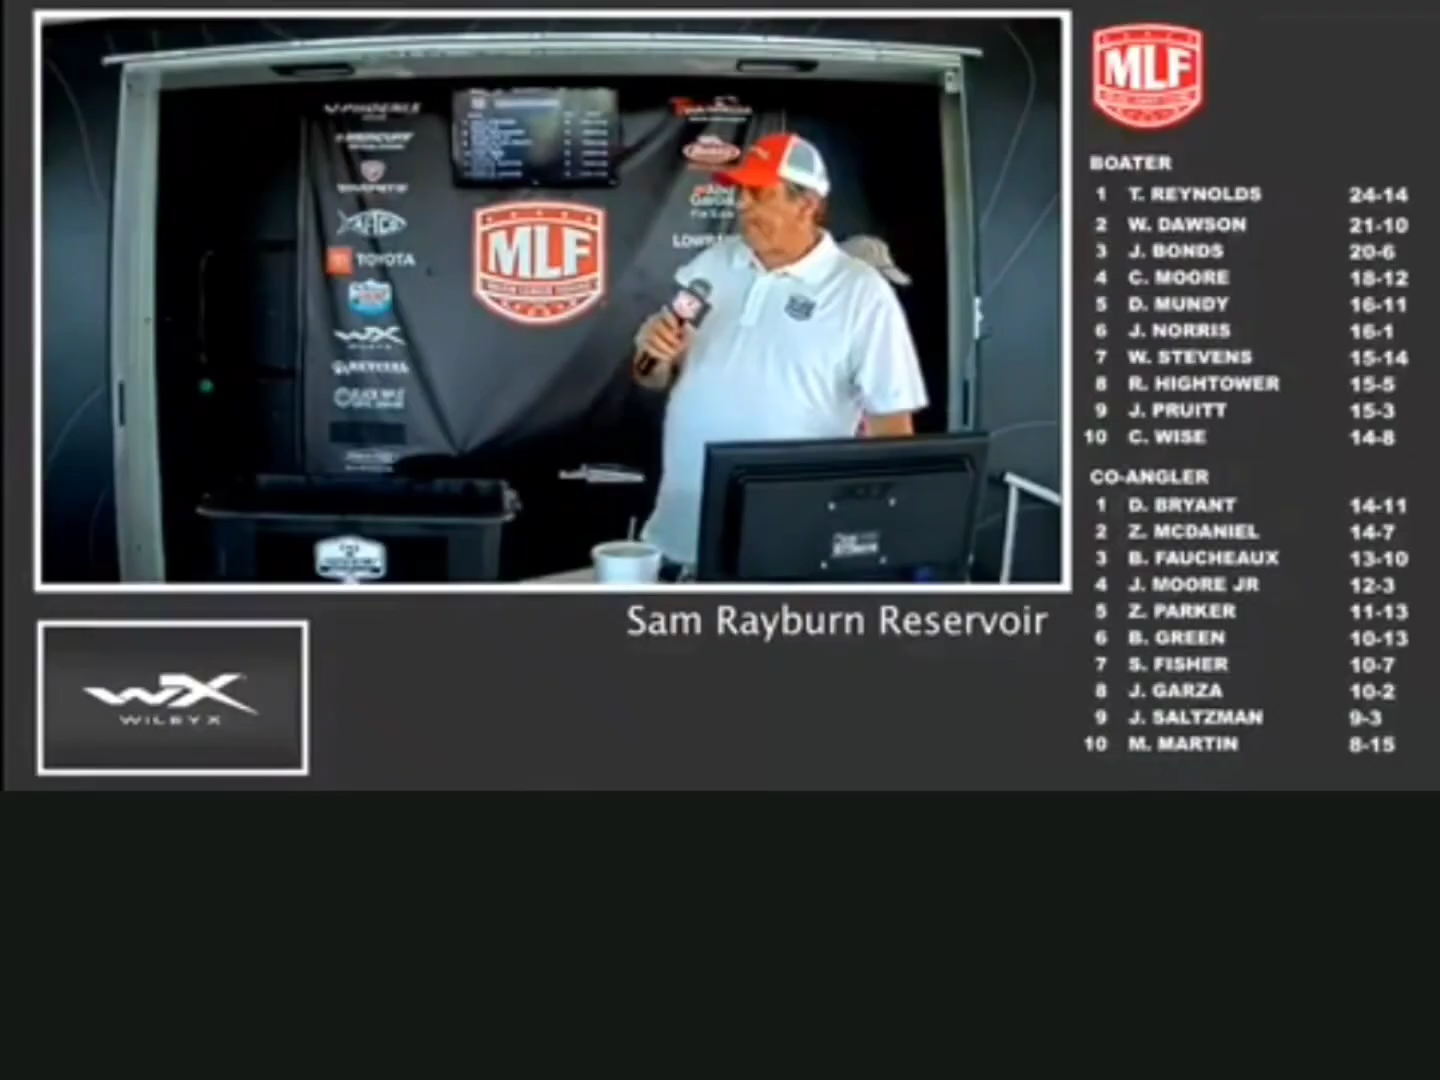 MLF
TOYOTA
WX
MLF
BOATER
1 T. REYNOLDS 24-14
2 W. DAWSON 21-10
3 J. BONDS 20-6
4 C. MOORE 18-12
5 D. MUNDY 16-11
6 J. NORRIS 16-1
7 W. STEVENS 15-14
8 R. HIGHTOWER 15-5
9 J. PRUITT 15-3
10 C. WISE 14-8
CO-ANGLER
1 D. BRYANT 14-11
2 Z. MCDANIEL 14-7
3 B. FAUCHEAUX 13-10
4 J. MOORE JR 12-3
5 Z. PARKER 11-13
6 B. GREEN 10-13
7 S. FISHER 10-7
8 J. GARZA 10-2
9 J. SALTZMAN 9-3
10 M. MARTIN 8-15
Sam Rayburn Reservoir
WX
WILEY X